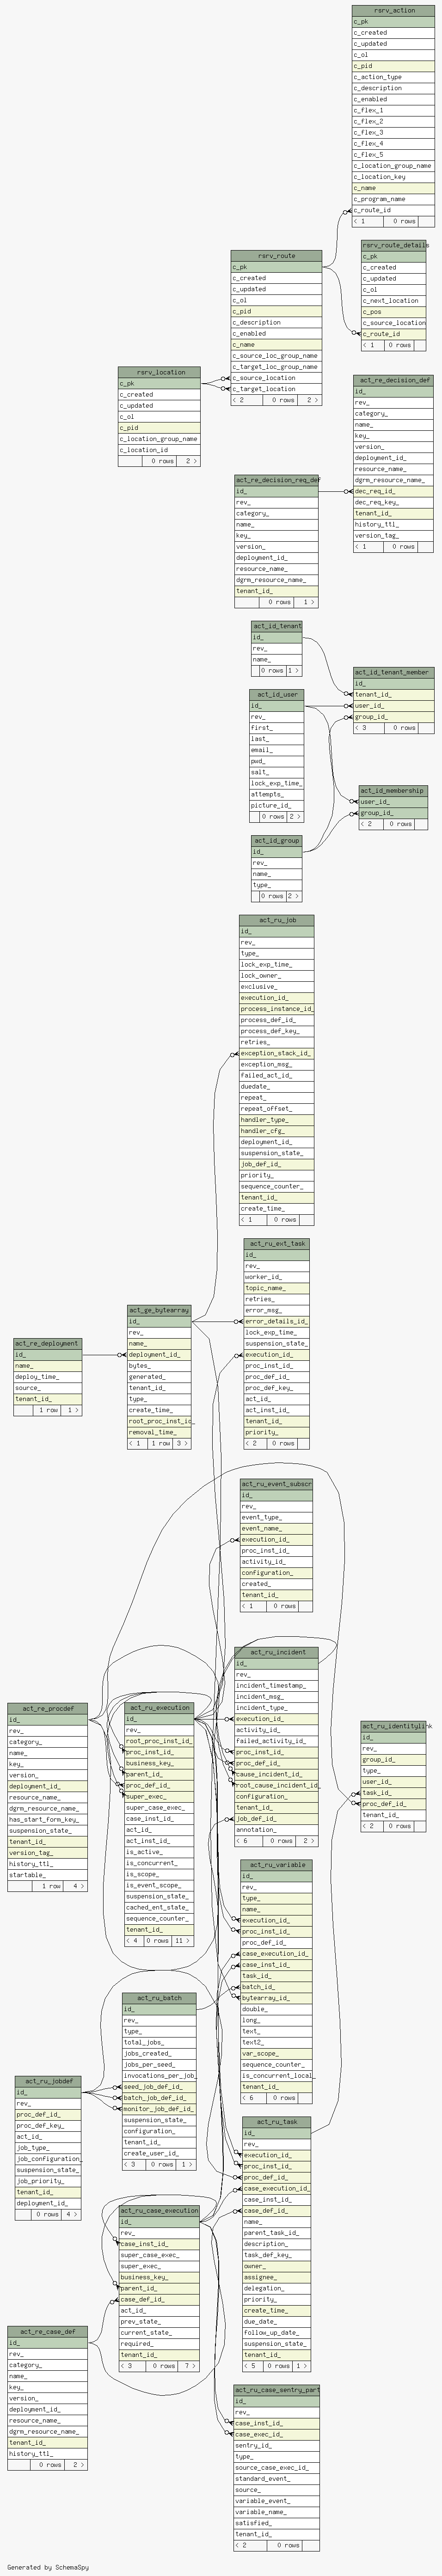 rsrv_action
c_pk
c_created
c_updated
c_ol
c_pid
c_action_type
c_description
c_enabled
c_flex_1
c_flex_2
c_flex_3
c_flex_4
c_flex_5
c_location_group_name
c_location_key
c_name
c_program_name
c_route_id
< 1 0 rows
rsrv_route_details
c_pk
c_created
c_updated
c_ol
c_next_location
c_pos
c_source_location
c_route_id
< 1 0 rows
rsrv_route
c_pk
c_created
c_updated
c_ol
c_pid
c_description
c_enabled
c_name
c_source_loc_group_name
c_target_loc_group_name
c_source_location
c_target_location
< 2 0 rows 2 >
rsrv_location
c_pk
c_created
c_updated
c_ol
c_pid
c_location_group_name
c_location_id
0 rows 2 >
act_re_decision_def
id_
rev_
category_
name_
key_
version_
deployment_id_
resource_name_
dgrm_resource_name_
dec_req_id_
dec_req_key_
tenant_id_
history_ttl_
version_tag_
< 1 0 rows
act_re_decision_req_def
id_
rev_
category_
name_
key_
version_
deployment_id_
resource_name_
dgrm_resource_name_
tenant_id_
0 rows 1 >
act_id_tenant
id_
rev_
name_
0 rows 1 >
act_id_tenant_member
id_
tenant_id_
user_id_
group_id_
< 3 0 rows
act_id_user
id_
rev_
first_
last_
email_
pwd_
salt_
lock_exp_time_
attempts_
picture_id_
0 rows 2 >
act_id_membership
user_id_
group_id_
< 2 0 rows
act_id_group
id_
rev_
name_
type_
0 rows 2 >
act_ru_job
id_
rev_
type_
lock_exp_time_
lock_owner_
exclusive_
execution_id_
process_instance_id_
process_def_id_
process_def_key_
retries_
exception_stack_id_
exception_msg_
failed_act_id_
duedate_
repeat_
repeat_offset_
handler_type_
handler_cfg_
deployment_id_
suspension_state_
job_def_id_
priority_
sequence_counter_
tenant_id_
create_time_
< 1 0 rows
act_ru_ext_task
id_
rev_
worker_id_
topic_name_
retries_
error_msg_
error_details_id_
lock_exp_time_
suspension_state_
execution_id_
proc_inst_id_
proc_def_id_
proc_def_key_
act_id_
act_inst_id_
tenant_id_
priority_
< 2 0 rows
act_ge_bytearray
id_
rev_
name_
deployment_id_
bytes_
generated_
tenant_id_
type_
create_time_
root_proc_inst_id_
removal_time_
< 1 1 row 3 >
act_re_deployment
id_
name_
deploy_time_
source_
tenant_id_
1 row 1 >
act_ru_event_subscr
id_
rev_
event_type_
event_name_
execution_id_
proc_inst_id_
activity_id_
configuration_
created_
tenant_id_
< 1 0 rows
act_ru_incident
id_
rev_
incident_timestamp_
incident_msg_
incident_type_
execution_id_
activity_id_
failed_activity_id_
proc_inst_id_
proc_def_id_
cause_incident_id_
root_cause_incident_id_
configuration_
tenant_id_
job_def_id_
annotation_
< 6 0 rows 2 >
act_re_procdef
id_
rev_
category_
name_
key_
version_
deployment_id_
resource_name_
dgrm_resource_name_
has_start_form_key_
suspension_state_
tenant_id_
version_tag_
history_ttl_
startable_
1 row 4 >
act_ru_execution
id_
rev_
root_proc_inst_id_
proc_inst_id_
business_key_
parent_id_
proc_def_id_
super_exec_
super_case_exec_
case_inst_id_
act_id_
act_inst_id_
is_active_
is_concurrent_
is_scope_
is_event_scope_
suspension_state_
cached_ent_state_
sequence_counter_
tenant_id_
< 4 0 rows 11 >
act_ru_identitylink
id_
rev_
group_id_
type_
user_id_
task_id_
proc_def_id_
tenant_id_
< 2 0 rows
act_ru_variable
id_
rev_
type_
name_
execution_id_
proc_inst_id_
proc_def_id_
case_execution_id_
case_inst_id_
task_id_
batch_id_
bytearray_id_
double_
long_
text_
text2_
var_scope_
sequence_counter_
is_concurrent_local_
tenant_id_
< 6 0 rows
act_ru_batch
id_
rev_
type_
total_jobs_
jobs_created_
jobs_per_seed_
invocations_per_job_
seed_job_def_id_
batch_job_def_id_
monitor_job_def_id_
suspension_state_
configuration_
tenant_id_
create_user_id_
< 3 0 rows 1 >
act_ru_jobdef
id_
rev_
proc_def_id_
proc_def_key_
act_id_
job_type_
job_configuration_
suspension_state_
job_priority_
tenant_id_
deployment_id_
0 rows 4 >
act_ru_task
id_
rev_
execution_id_
proc_inst_id_
proc_def_id_
case_execution_id_
case_inst_id_
case_def_id_
name_
parent_task_id_
description_
task_def_key_
owner_
assignee_
delegation_
priority_
create_time_
due_date_
follow_up_date_
suspension_state_
tenant_id_
< 5 0 rows 1 >
act_ru_case_execution
id_
rev_
case_inst_id_
super_case_exec_
super_exec_
business_key_
parent_id_
case_def_id_
act_id_
prev_state_
current_state_
required_
tenant_id_
< 3 0 rows 7 >
act_re_case_def
id_
rev_
category_
name_
key_
version_
deployment_id_
resource_name_
dgrm_resource_name_
tenant_id_
history_ttl_
0 rows 2 >
act_ru_case_sentry_part
id_
rev_
case_inst_id_
case_exec_id_
sentry_id_
type_
source_case_exec_id_
standard_event_
source_
variable_event_
variable_name_
satisfied_
tenant_id_
< 2 0 rows
Generated by SchemaSpy